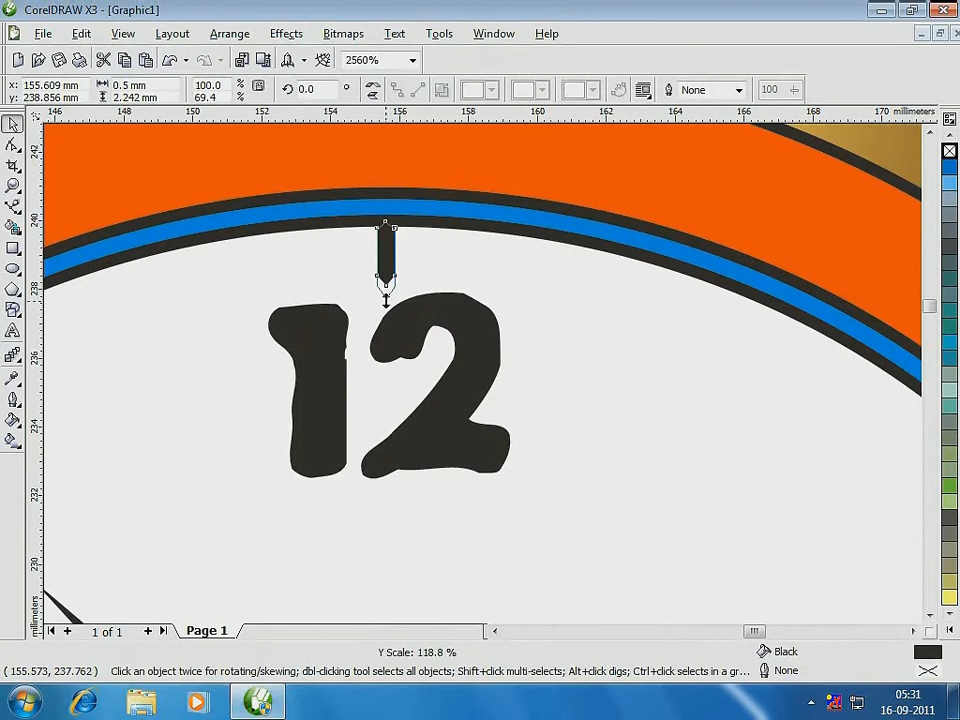 CorelDRAW X3 - [Graphic1]
File Edit View Layout Arrange Effects Bitmaps Text Tools Window Help
2560%
x: 155.609 mm 0.5 mm 100.0 % 0.0 ° None 100
y: 238.856 mm 2.242 mm 69.4 %
146 148 150 152 154 156 158 160 162 164 166 168 170 millimeters
242
240
238
236
234
232
230
millimeters
12
1 of 1 Page 1
Y Scale: 118.8 % Black
( 155.573, 237.762 ) Click an object twice for rotating/skewing; dbl-clicking tool selects all objects; Shift+click multi-selects; Alt+click digs; Ctrl+click selects in a gr... None
05:31
16-09-2011